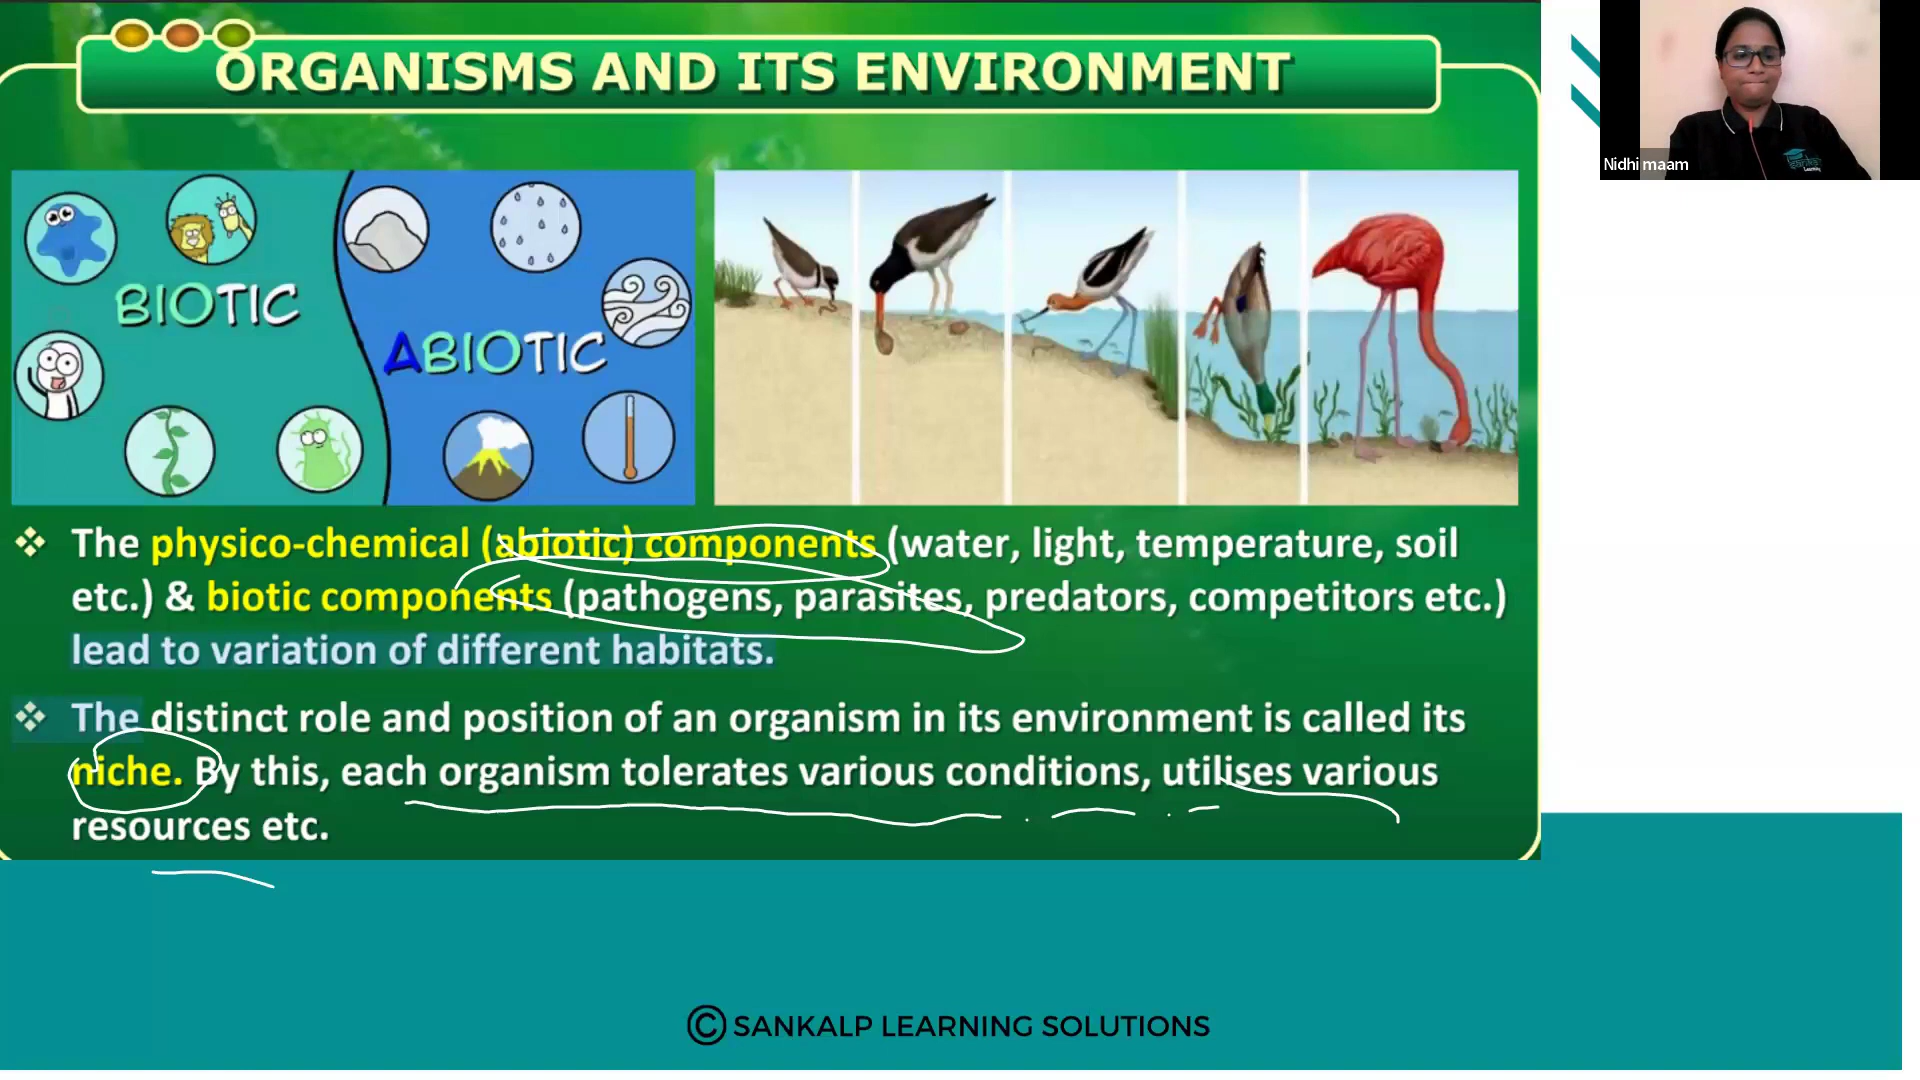 ORGANISMS AND ITS ENVIRONMENT
Nidhi maam
BIOTIC
ABIOTIC
❖ The physico-chemical (abiotic) components (water, light, temperature, soil
etc.) & biotic components (pathogens, parasites, predators, competitors etc.)
lead to variation of different habitats.
❖ The distinct role and position of an organism in its environment is called its
niche. By this, each organism tolerates various conditions, utilises various
resources etc.
© SANKALP LEARNING SOLUTIONS